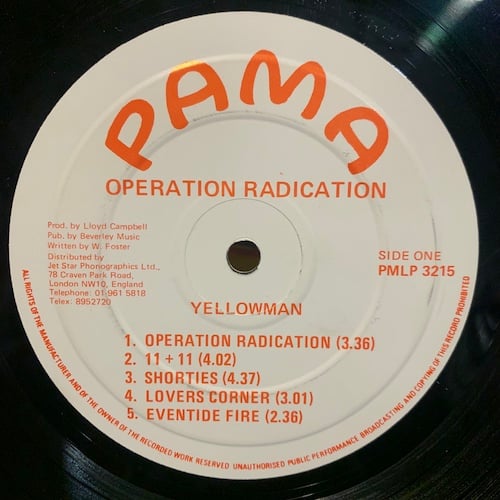 PAMA
OPERATION RADICATION
Prod. by Lloyd Campbell
Pub. by Beverley Music
Written by W. Foster
Distributed by
Jet Star Phonographics Ltd.,
78 Craven Park Road,
London NW10, England
Telephone: 01-961 5818
Telex: 8952720
SIDE ONE
PMLP 3215
YELLOWMAN
1. OPERATION RADICATION (3.36)
2. 11 + 11 (4.02)
3. SHORTIES (4.37)
4. LOVERS CORNER (3.01)
5. EVENTIDE FIRE (2.36)
ALL RIGHTS OF THE MANUFACTURER AND OF THE OWNER OF THE RECORDED WORK RESERVED UNAUTHORISED PUBLIC PERFORMANCE BROADCASTING AND COPYING OF THIS RECORD PROHIBITED